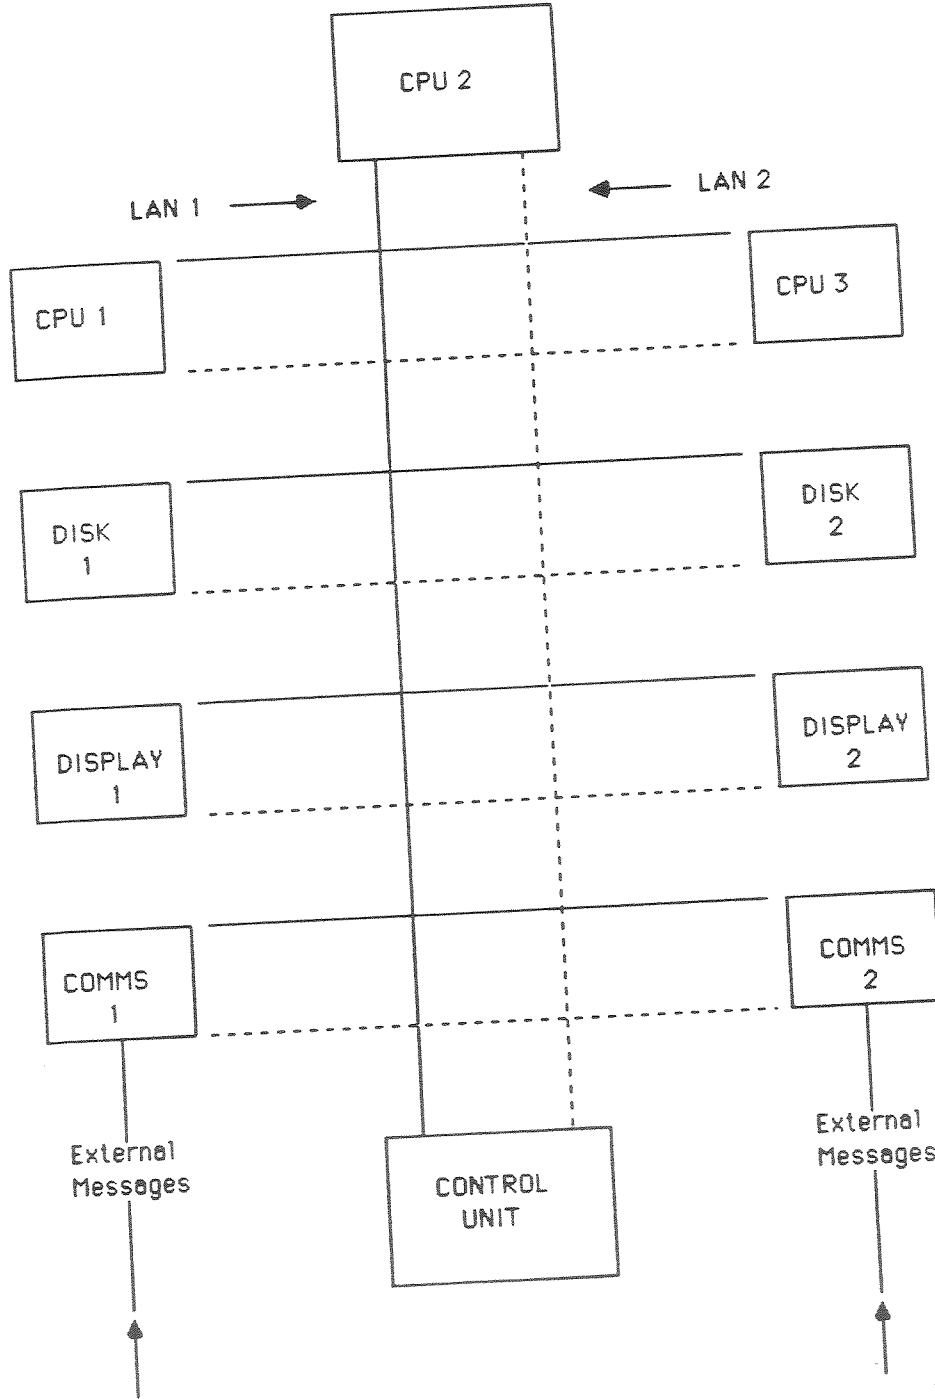 CPU 2
LAN 1
LAN 2
CPU 1
CPU 3
DISK
1
DISK
2
DISPLAY
1
DISPLAY
2
COMMS
1
COMMS
2
External
Messages
External
Messages
CONTROL
UNIT